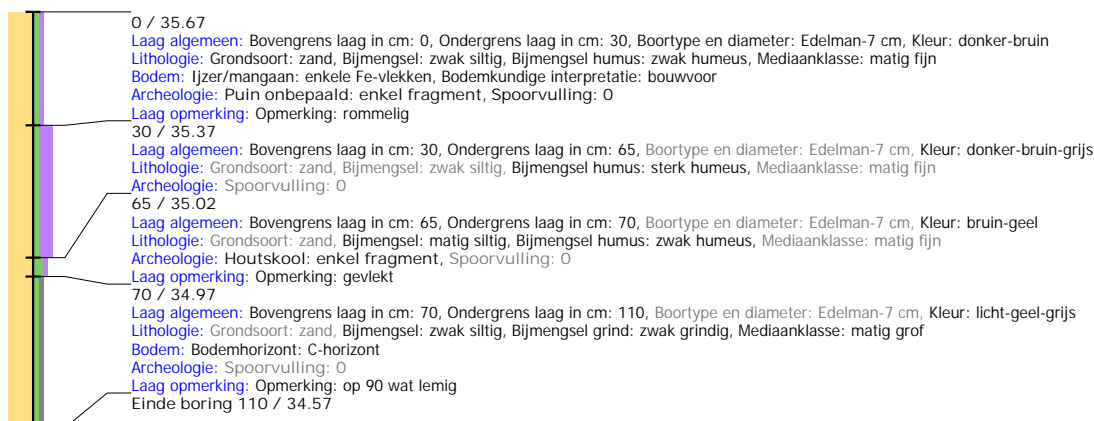 0 / 35.67
Laag algemeen: Bovengrens laag in cm: 0, Ondergrens laag in cm: 30, Boortype en diameter: Edelman-7 cm, Kleur: donker-bruin
Lithologie: Grondsoort: zand, Bijmengsel: zwak siltig, Bijmengsel humus: zwak humeus, Mediaanklasse: matig fijn
Bodem: Ijzer/mangaan: enkele Fe-vlekken, Bodemkundige interpretatie: bouwvoor
Archeologie: Puin onbepaald: enkel fragment, Spoorvulling: 0
Laag opmerking: Opmerking: rommelig
30 / 35.37
Laag algemeen: Bovengrens laag in cm: 30, Ondergrens laag in cm: 65, Boortype en diameter: Edelman-7 cm, Kleur: donker-bruin-grijs
Lithologie: Grondsoort: zand, Bijmengsel: zwak siltig, Bijmengsel humus: sterk humeus, Mediaanklasse: matig fijn
Archeologie: Spoorvulling: 0
65 / 35.02
Laag algemeen: Bovengrens laag in cm: 65, Ondergrens laag in cm: 70, Boortype en diameter: Edelman-7 cm, Kleur: bruin-geel
Lithologie: Grondsoort: zand, Bijmengsel: matig siltig, Bijmengsel humus: zwak humeus, Mediaanklasse: matig fijn
Archeologie: Houtskool: enkel fragment, Spoorvulling: 0
Laag opmerking: Opmerking: gevlekt
70 / 34.97
Laag algemeen: Bovengrens laag in cm: 70, Ondergrens laag in cm: 110, Boortype en diameter: Edelman-7 cm, Kleur: licht-geel-grijs
Lithologie: Grondsoort: zand, Bijmengsel: zwak siltig, Bijmengsel grind: zwak grindig, Mediaanklasse: matig grof
Bodem: Bodemhorizont: C-horizont
Archeologie: Spoorvulling: 0
Laag opmerking: Opmerking: op 90 wat lemig
Einde boring 110 / 34.57